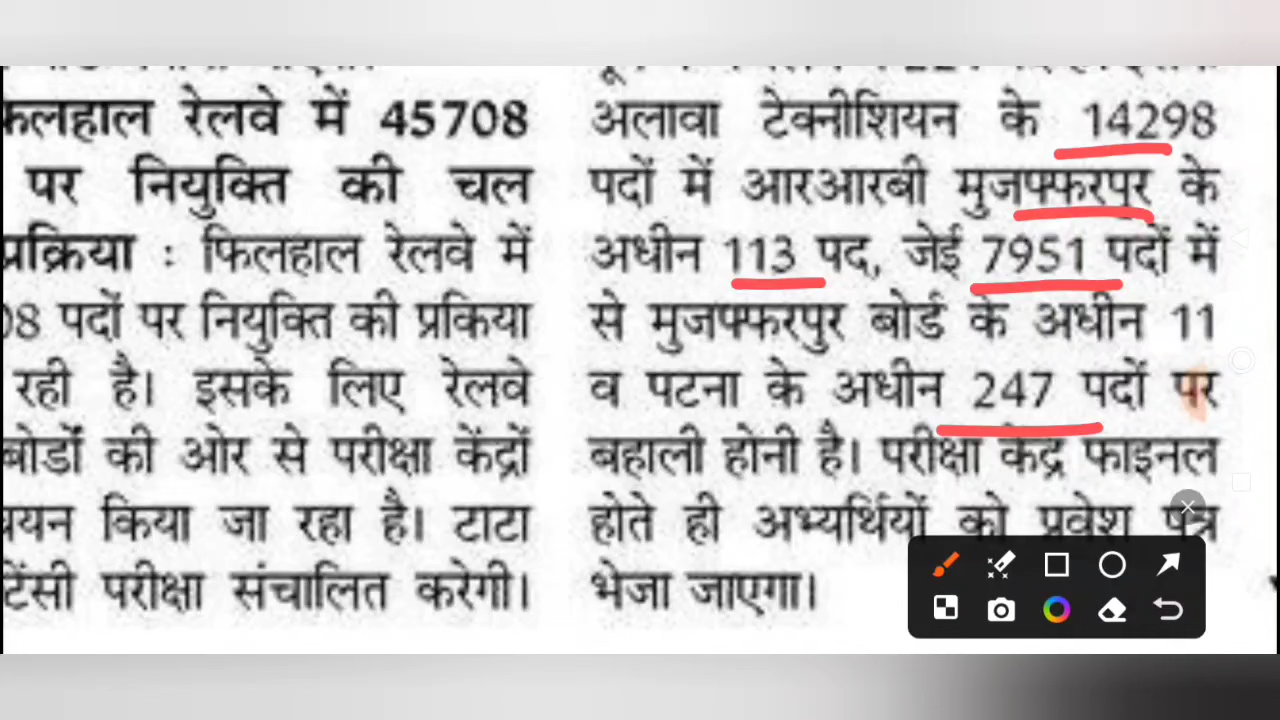 फिलहाल रेलवे में 45708
पर नियुक्ति की चल
प्रक्रिया : फिलहाल रेलवे में
08 पदों पर नियुक्ति की प्रकिया
रही है। इसके लिए रेलवे
बोर्डों की ओर से परीक्षा केंद्रों
चयन किया जा रहा है। टाटा
परीक्षा संचालित करेगी।
अलावा टेक्नीशियन के 14298
पदों में आरआरबी मुजफ्फरपुर के
अधीन 113 पद, जेई 7951 पदों में
से मुजफ्फरपुर बोर्ड के अधीन 11
व पटना के अधीन 247 पदों पर
बहाली होनी है। परीक्षा केंद्र फाइनल
होते ही अभ्यर्थियों को प्रवेश पत्र
भेजा जाएगा।